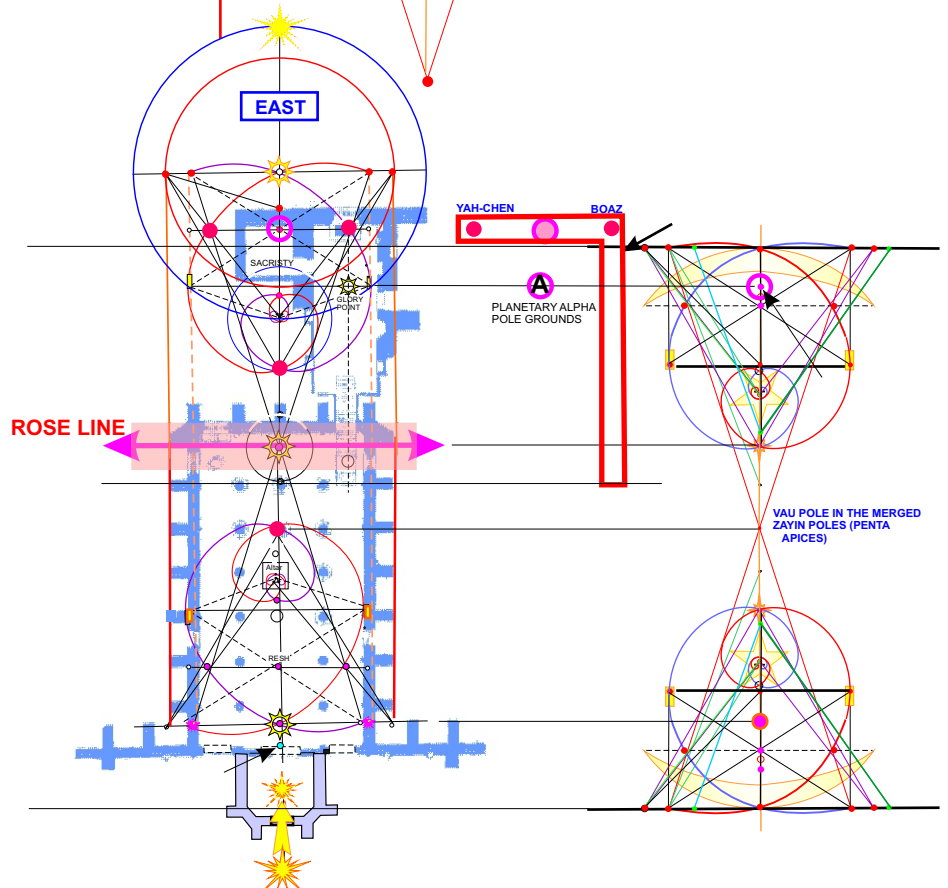 EAST
YAH-CHEN
BOAZ
SACRISTY
GLORY
POINT
A
PLANETARY ALPHA
POLE GROUNDS
ROSE LINE
VAU POLE IN THE MERGED
ZAYIN POLES (PENTA
APICES)
Altar
RESH